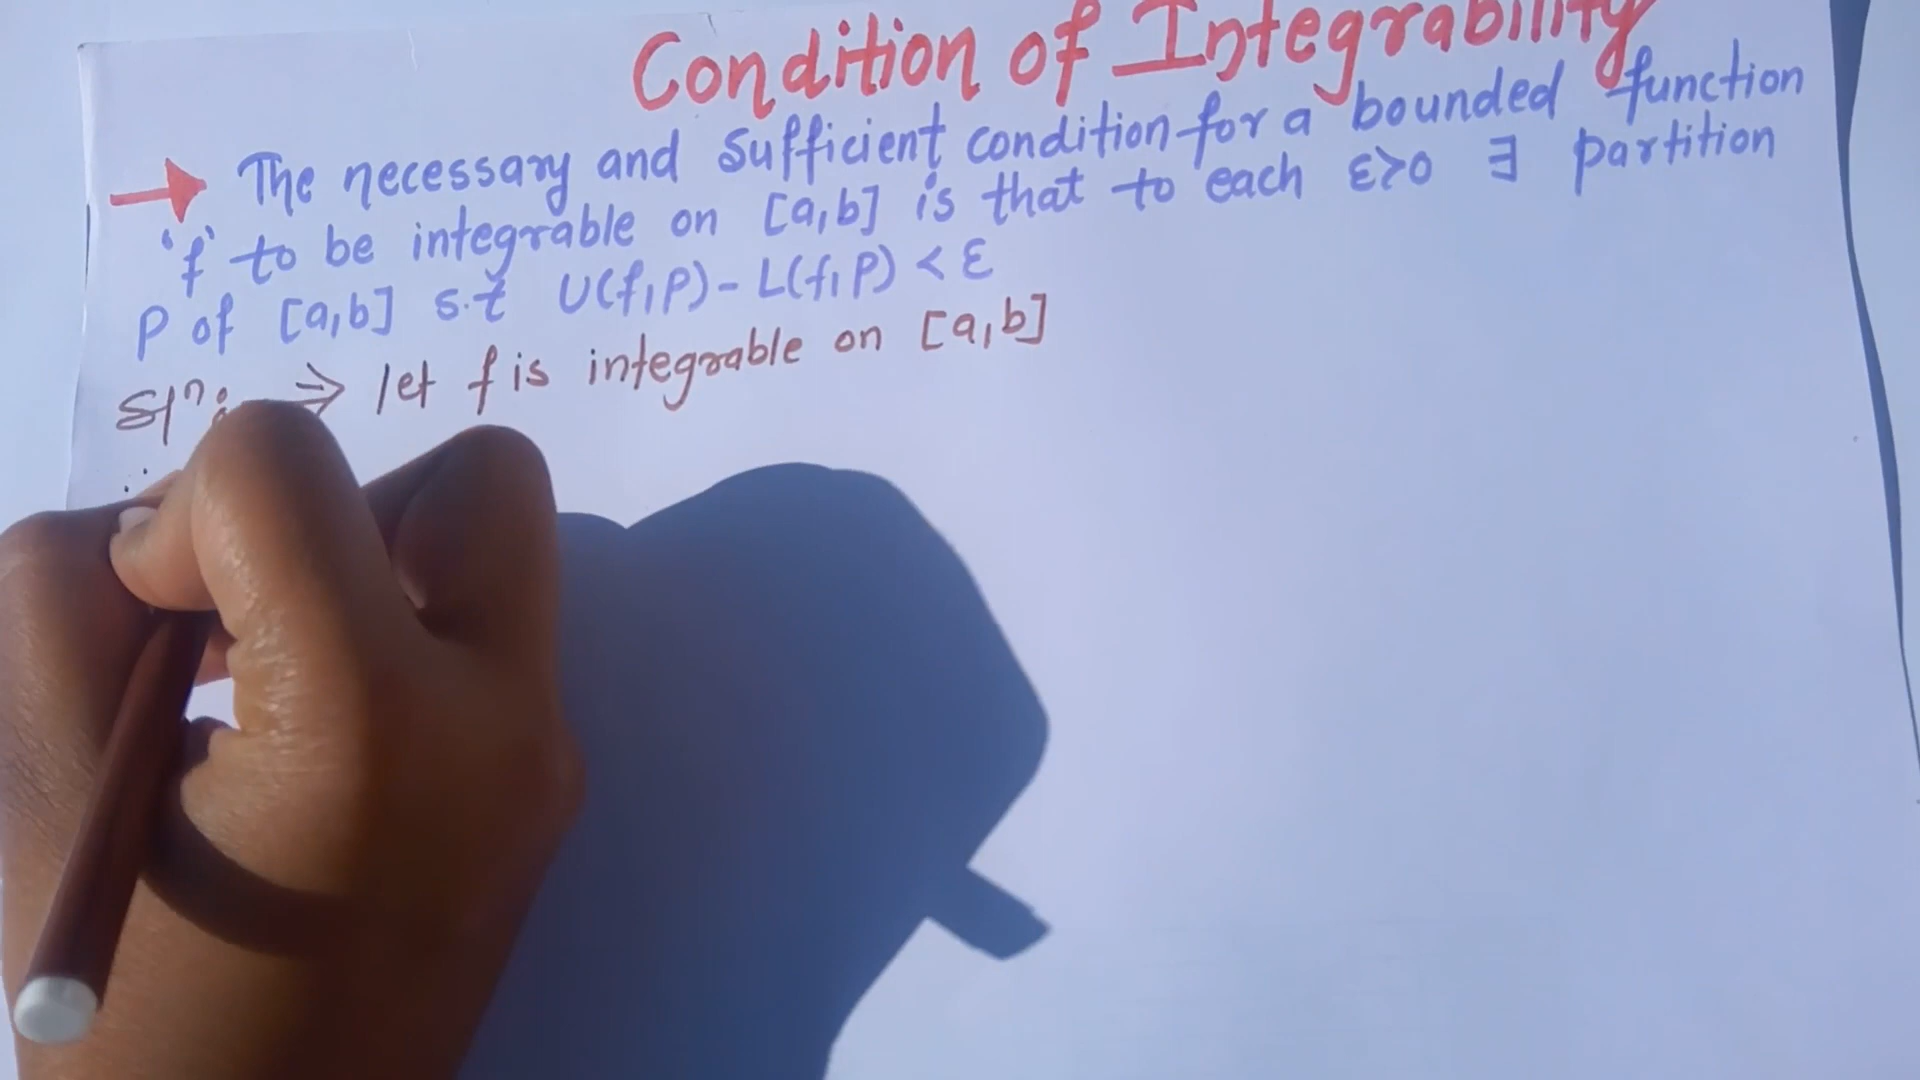 Condition of Integrability
→ The necessary and sufficient condition for a bounded function
'f' to be integrable on [a,b] is that to each ε>0 ∃ partition
P of [a,b] s.t U(f,P)- L(f,P) < ε
Slⁿ: ⇒ let f is integrable on [a,b]